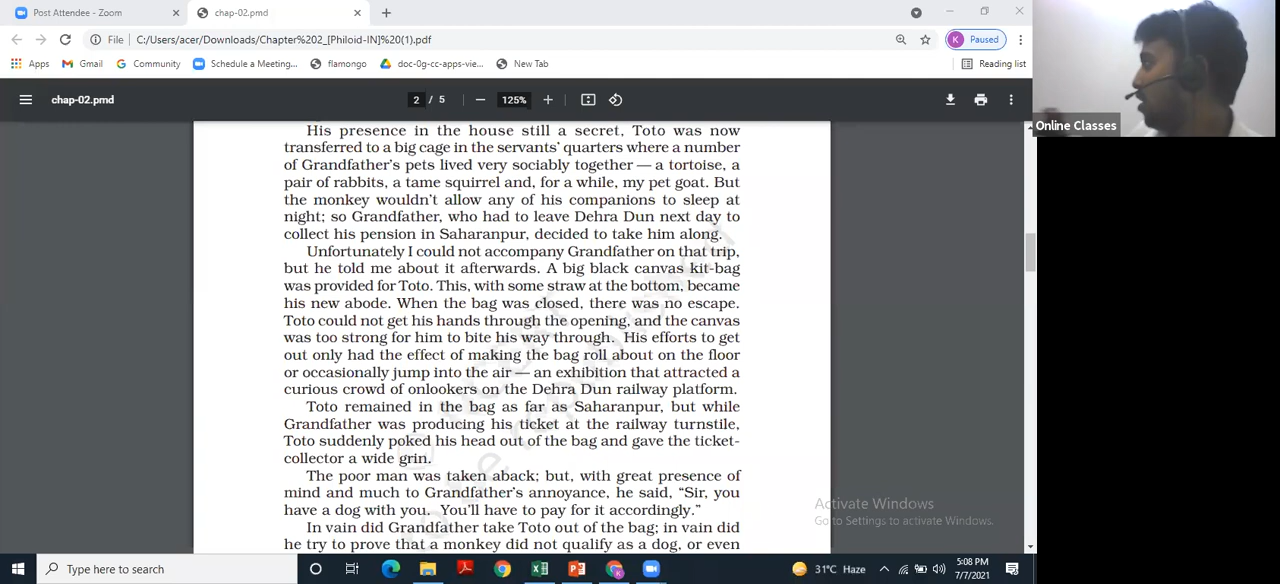 Post Attendee - Zoom
chap-02.pmd
File
C:/Users/acer/Downloads/Chapter%202_[Philoid-IN]%20(1).pdf
K Paused
Apps Gmail Community Schedule a Meeting... flamongo doc-0g-cc-apps-vie... New Tab Reading list
chap-02.pmd
2 / 5
125%
Online Classes
His presence in the house still a secret, Toto was now
transferred to a big cage in the servants' quarters where a number
of Grandfather's pets lived very sociably together — a tortoise, a
pair of rabbits, a tame squirrel and, for a while, my pet goat. But
the monkey wouldn't allow any of his companions to sleep at
night; so Grandfather, who had to leave Dehra Dun next day to
collect his pension in Saharanpur, decided to take him along.
Unfortunately I could not accompany Grandfather on that trip,
but he told me about it afterwards. A big black canvas kit-bag
was provided for Toto. This, with some straw at the bottom, became
his new abode. When the bag was closed, there was no escape.
Toto could not get his hands through the opening, and the canvas
was too strong for him to bite his way through. His efforts to get
out only had the effect of making the bag roll about on the floor
or occasionally jump into the air — an exhibition that attracted a
curious crowd of onlookers on the Dehra Dun railway platform.
Toto remained in the bag as far as Saharanpur, but while
Grandfather was producing his ticket at the railway turnstile,
Toto suddenly poked his head out of the bag and gave the ticket-
collector a wide grin.
The poor man was taken aback; but, with great presence of
mind and much to Grandfather's annoyance, he said, “Sir, you
have a dog with you. You'll have to pay for it accordingly.”
In vain did Grandfather take Toto out of the bag; in vain did
he try to prove that a monkey did not qualify as a dog, or even
Activate Windows
Go to Settings to activate Windows.
Type here to search
31°C Haze
5:08 PM
7/7/2021